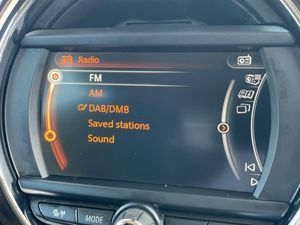 Radio
FM
AM
DAB/DMB
Saved stations
Sound
MODE